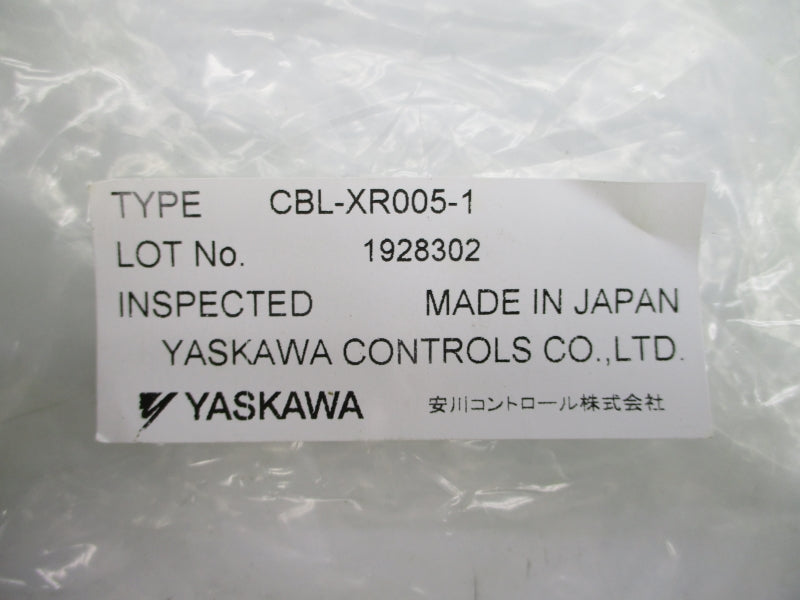 TYPE CBL-XR005-1
LOT No. 1928302
INSPECTED MADE IN JAPAN
YASKAWA CONTROLS CO.,LTD.
YASKAWA 安川コントロール株式会社